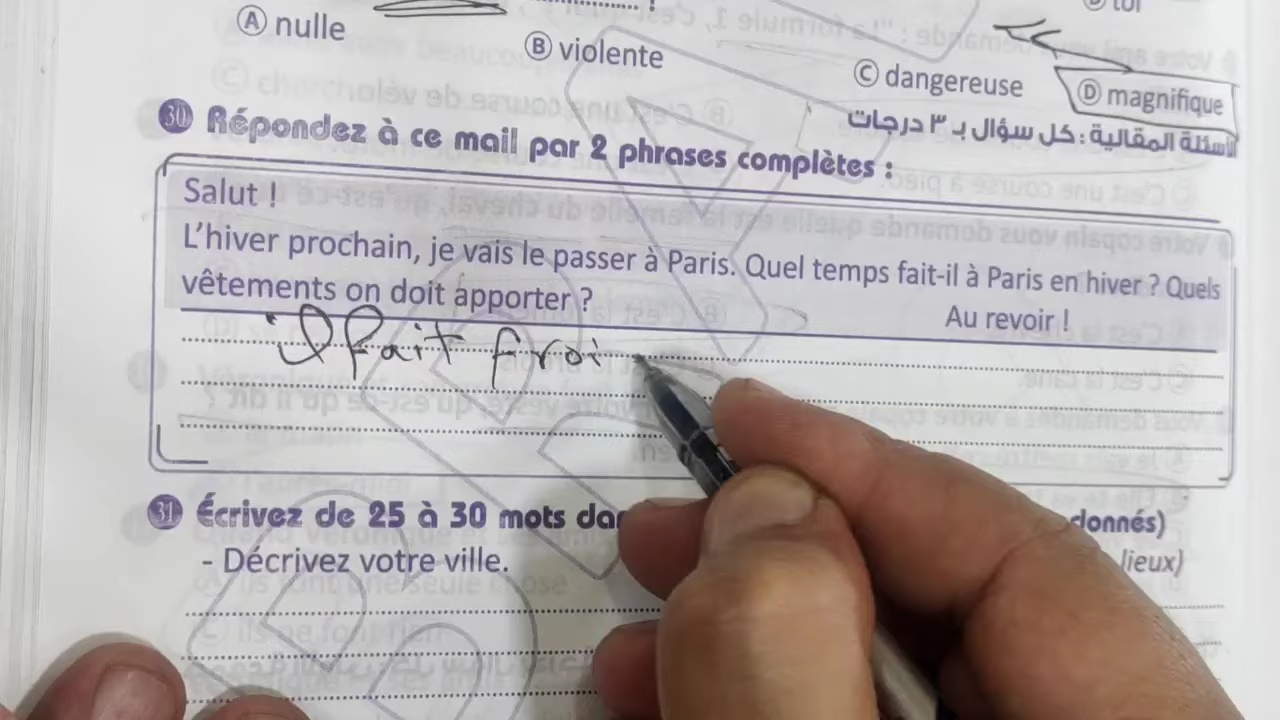 Ⓐ nulle
Ⓑ violente
Ⓒ dangereuse
Ⓓ magnifique
الأسئلة المقالية : كل سؤال بـ ٣ درجات
30 Répondez à ce mail par 2 phrases complètes :
Salut !
L'hiver prochain, je vais le passer à Paris. Quel temps fait-il à Paris en hiver ? Quels
vêtements on doit apporter ?
Au revoir !
Il fait froi
31 Écrivez de 25 à 30 mots donnés)
- Décrivez votre ville. lieux)